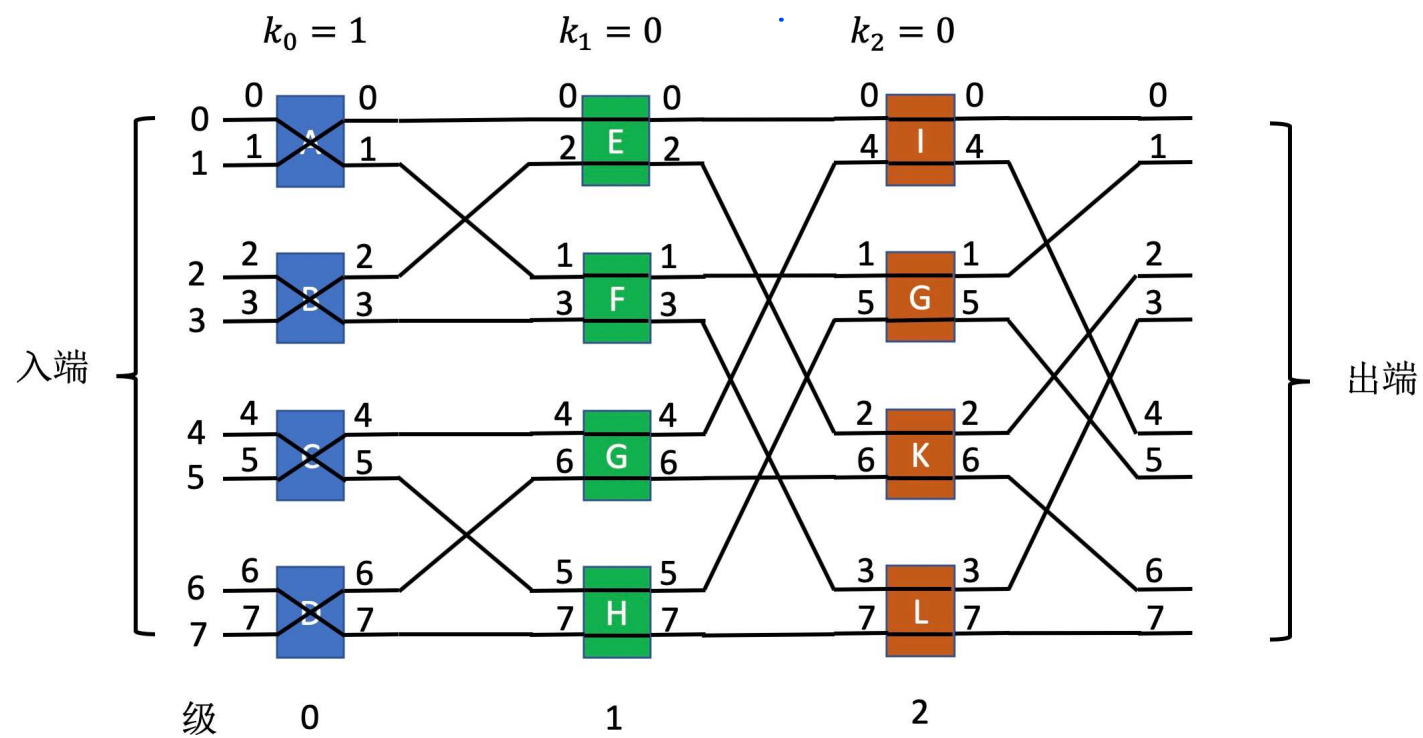 k₀ = 1 k₁ = 0 k₂ = 0
0 0 0 0 0 0 0
0 A E I
1 1 1 2 2 4 4 1
2 2 2 1 1 1 1 2
B F G
3 3 3 3 3 5 5 3
入端 出端
4 4 4 4 4 2 2 4
C G K
5 5 5 6 6 6 6 5
6 6 6 5 5 3 3 6
D H L
7 7 7 7 7 7 7 7
级 0 1 2